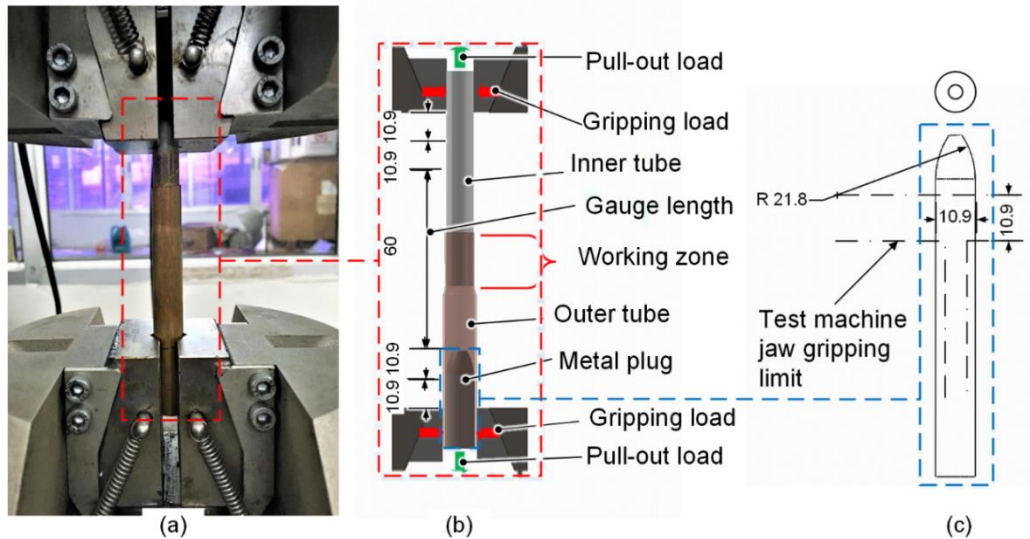 Pull-out load
Gripping load
Inner tube
Gauge length
Working zone
Outer tube
Metal plug
Gripping load
Pull-out load
10.9
10.9
60
10.9
10.9
R 21.8
10.9
10.9
Test machine
jaw gripping
limit
(a)
(b)
(c)